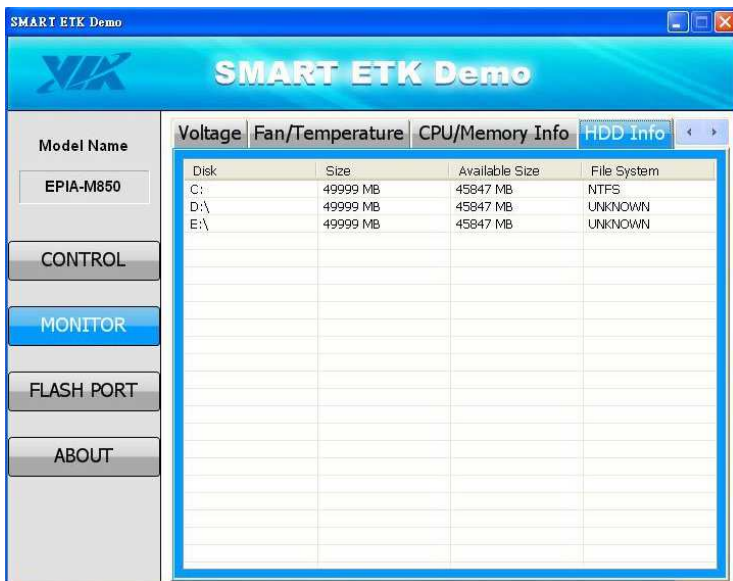 SMART ETK Demo
VIA
SMART ETK Demo
Model Name
EPIA-M850
CONTROL
MONITOR
FLASH PORT
ABOUT
Voltage Fan/Temperature CPU/Memory Info HDD Info
Disk Size Available Size File System
C: 49999 MB 45847 MB NTFS
D:\ 49999 MB 45847 MB UNKNOWN
E:\ 49999 MB 45847 MB UNKNOWN